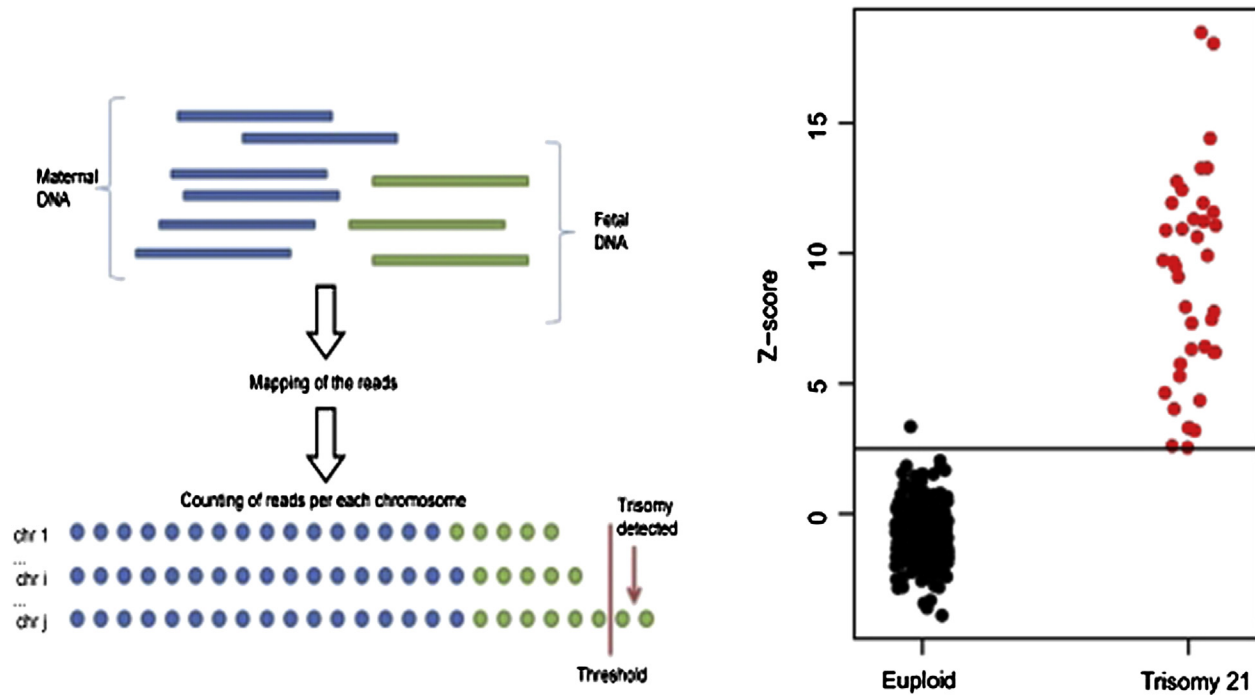 Maternal
DNA
Fetal
DNA
Mapping of the reads
Counting of reads per each chromosome
Trisomy
detected
chr 1
...
chr i
...
chr j
Threshold
Z-score
15
10
5
0
Euploid
Trisomy 21